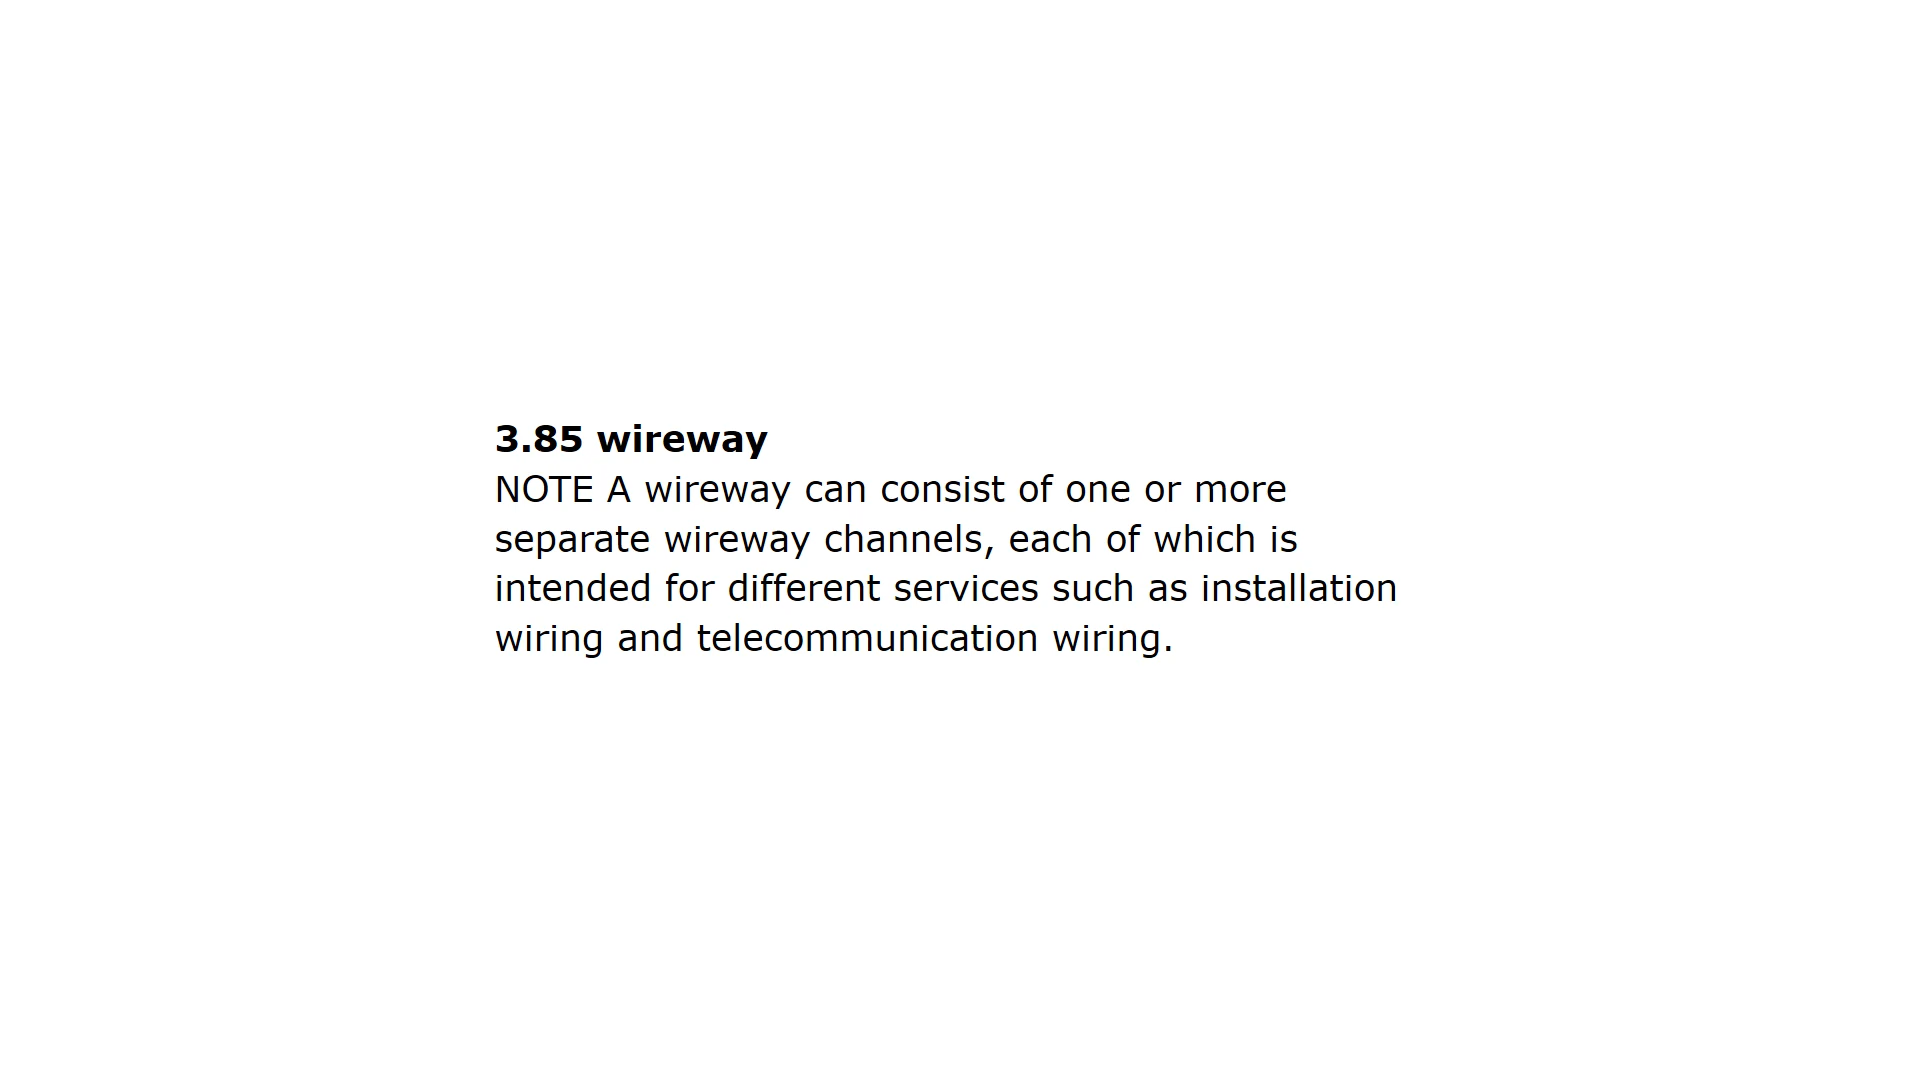 3.85 wireway
NOTE A wireway can consist of one or more
separate wireway channels, each of which is
intended for different services such as installation
wiring and telecommunication wiring.